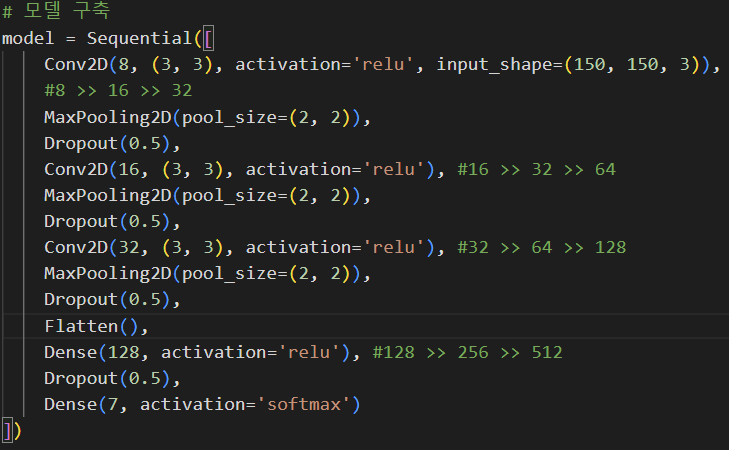 # 모델 구축
model = Sequential([
    Conv2D(8, (3, 3), activation='relu', input_shape=(150, 150, 3)),
    #8 >> 16 >> 32
    MaxPooling2D(pool_size=(2, 2)),
    Dropout(0.5),
    Conv2D(16, (3, 3), activation='relu'), #16 >> 32 >> 64
    MaxPooling2D(pool_size=(2, 2)),
    Dropout(0.5),
    Conv2D(32, (3, 3), activation='relu'), #32 >> 64 >> 128
    MaxPooling2D(pool_size=(2, 2)),
    Dropout(0.5),
    Flatten(),
    Dense(128, activation='relu'), #128 >> 256 >> 512
    Dropout(0.5),
    Dense(7, activation='softmax')
])